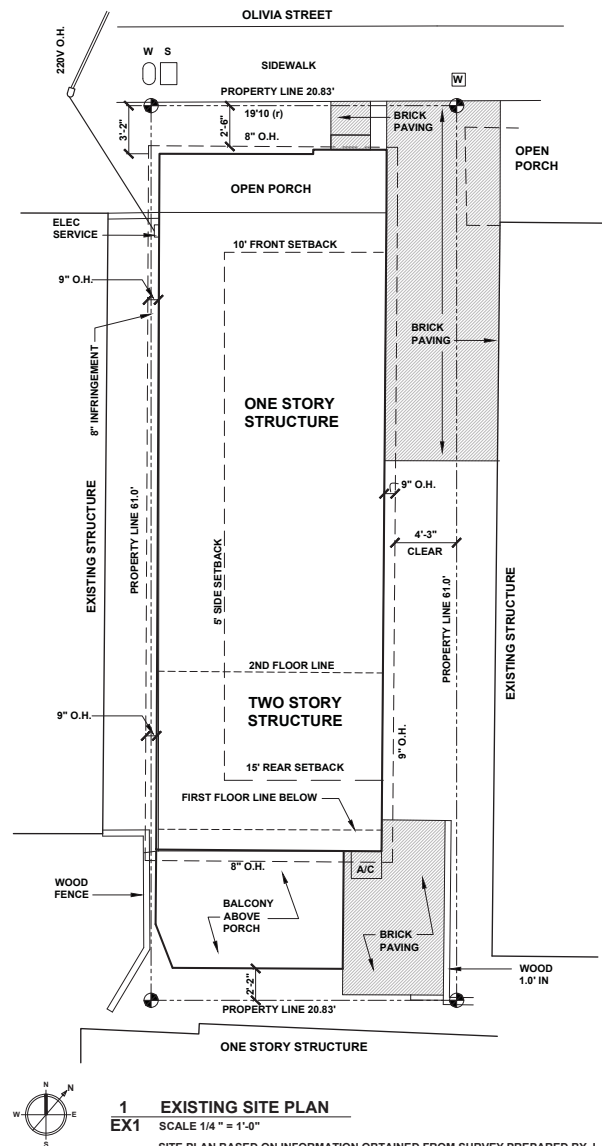 OLIVIA STREET
220V O.H.
W S
SIDEWALK
W
PROPERTY LINE 20.83'
3'-2"
2'-6"
19'10 (r)
8" O.H.
BRICK
PAVING
OPEN
PORCH
OPEN PORCH
ELEC
SERVICE
10' FRONT SETBACK
9" O.H.
8" INFRINGEMENT
BRICK
PAVING
ONE STORY
STRUCTURE
9" O.H.
4'-3"
CLEAR
EXISTING STRUCTURE
PROPERTY LINE 61.0'
5' SIDE SETBACK
PROPERTY LINE 61.0'
EXISTING STRUCTURE
2ND FLOOR LINE
TWO STORY
STRUCTURE
9" O.H.
9" O.H.
15' REAR SETBACK
FIRST FLOOR LINE BELOW
8" O.H.
A/C
WOOD
FENCE
BALCONY
ABOVE
PORCH
BRICK
PAVING
2'-2"
WOOD
1.0' IN
PROPERTY LINE 20.83'
ONE STORY STRUCTURE
N
N
W
E
S
1 EXISTING SITE PLAN
EX1 SCALE 1/4 " = 1'-0"
SITE PLAN BASED ON INFORMATION OBTAINED FROM SURVEY PREPARED BY